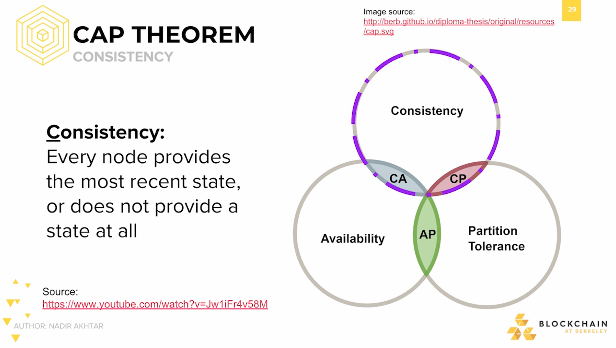 CAP THEOREM
CONSISTENCY
Image source:
http://berb.github.io/diploma-thesis/original/resources
/cap.svg
29
Consistency:
Every node provides
the most recent state,
or does not provide a
state at all
Consistency
CA
CP
Availability
AP
Partition
Tolerance
Source:
https://www.youtube.com/watch?v=Jw1iFr4v58M
AUTHOR: NADIR AKHTAR
BLOCKCHAIN
AT BERKELEY